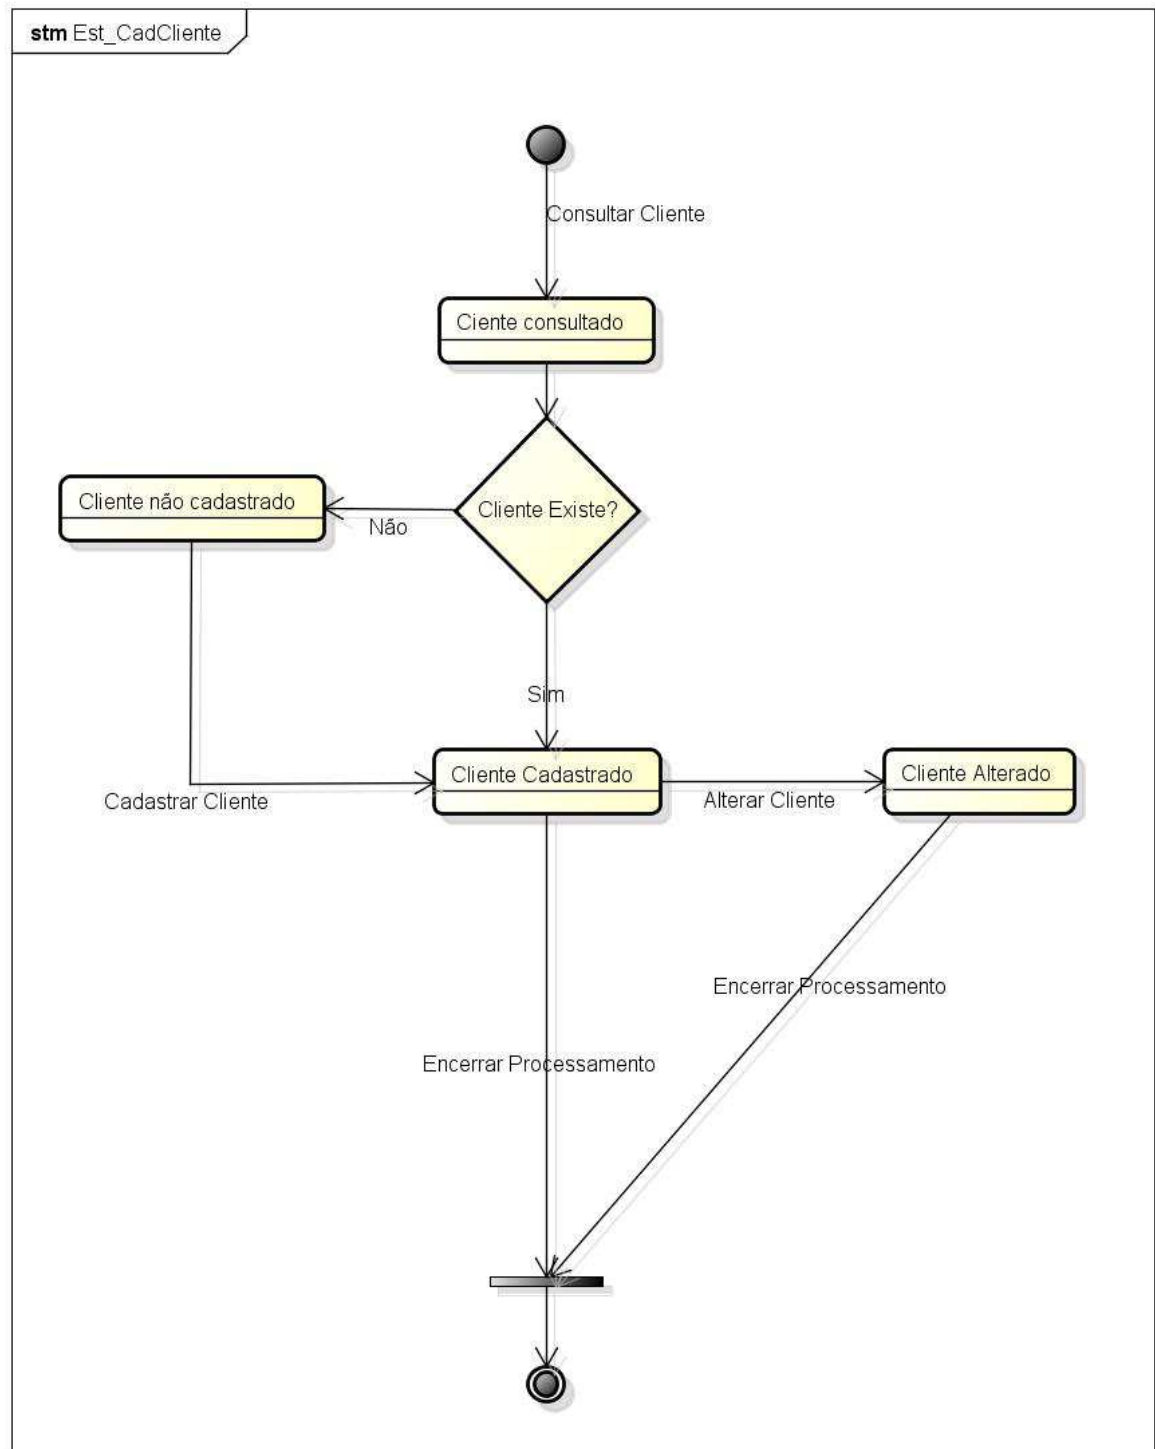 stm Est_CadCliente
Consultar Cliente
Ciente consultado
Cliente não cadastrado
Cliente Existe?
Não
Sim
Cliente Cadastrado
Cliente Alterado
Cadastrar Cliente
Alterar Cliente
Encerrar Processamento
Encerrar Processamento